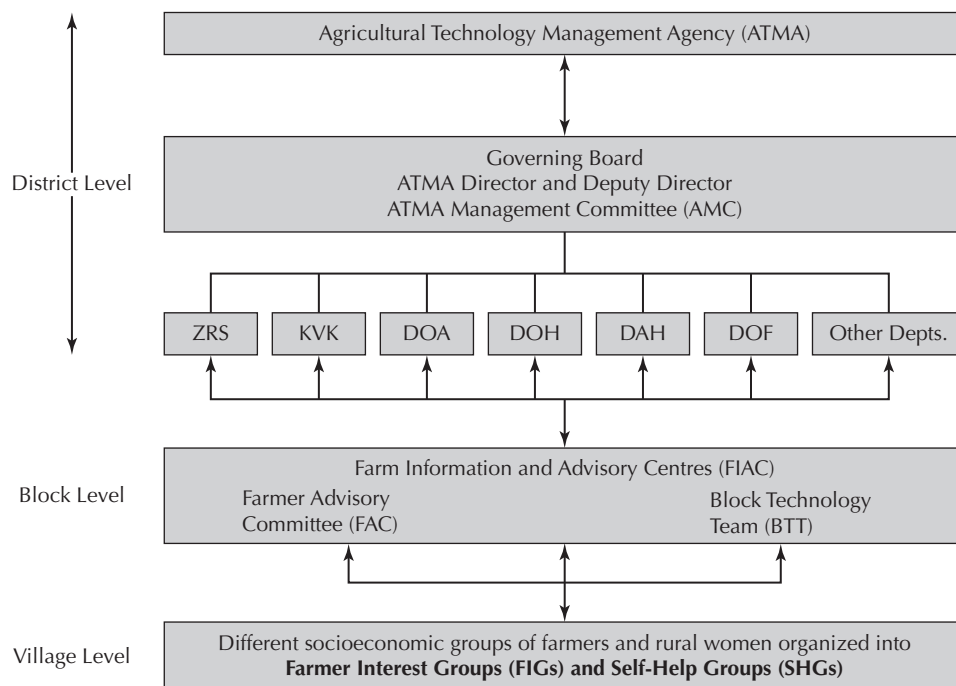 Agricultural Technology Management Agency (ATMA)
District Level
Governing Board
ATMA Director and Deputy Director
ATMA Management Committee (AMC)
ZRS
KVK
DOA
DOH
DAH
DOF
Other Depts.
Block Level
Farm Information and Advisory Centres (FIAC)
Farmer Advisory
Committee (FAC)
Block Technology
Team (BTT)
Village Level
Different socioeconomic groups of farmers and rural women organized into
Farmer Interest Groups (FIGs) and Self-Help Groups (SHGs)